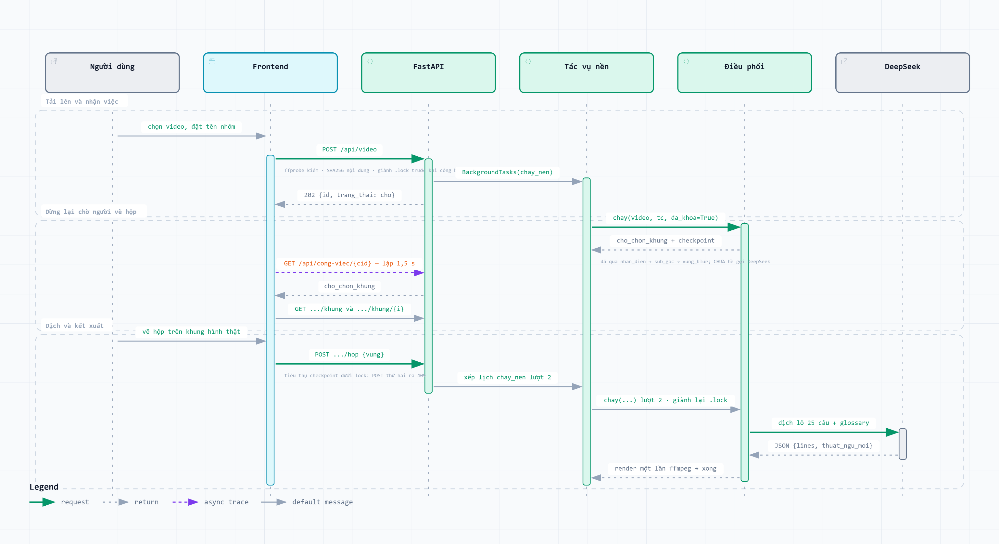 Người dùng
Frontend
FastAPI
Tác vụ nền
Điều phối
DeepSeek
Tải lên và nhận việc
chọn video, đặt tên nhóm
POST /api/video
ffprobe kiểm · SHA256 nội dung · giành .lock trước khi công b
BackgroundTasks(chay_nen)
202 {id, trang_thai: cho}
Dừng lại chờ người vẽ hộp
chay(video, tc, da_khoa=True)
cho_chon_khung + checkpoint
đã qua nhan_dien → sub_goc → vung_blur; CHƯA hề gọi DeepSeek
GET /api/cong-viec/{cid} — lặp 1,5 s
cho_chon_khung
GET .../khung và .../khung/{i}
Dịch và kết xuất
vẽ hộp trên khung hình thật
POST .../hop {vung}
tiêu thụ checkpoint dưới lock: POST thứ hai ra 409
xếp lịch chay_nen lượt 2
chay(...) lượt 2 · giành lại .lock
dịch lô 25 câu + glossary
JSON {lines, thuat_ngu_moi}
render một lần ffmpeg → xong
Legend
request
return
async trace
default message